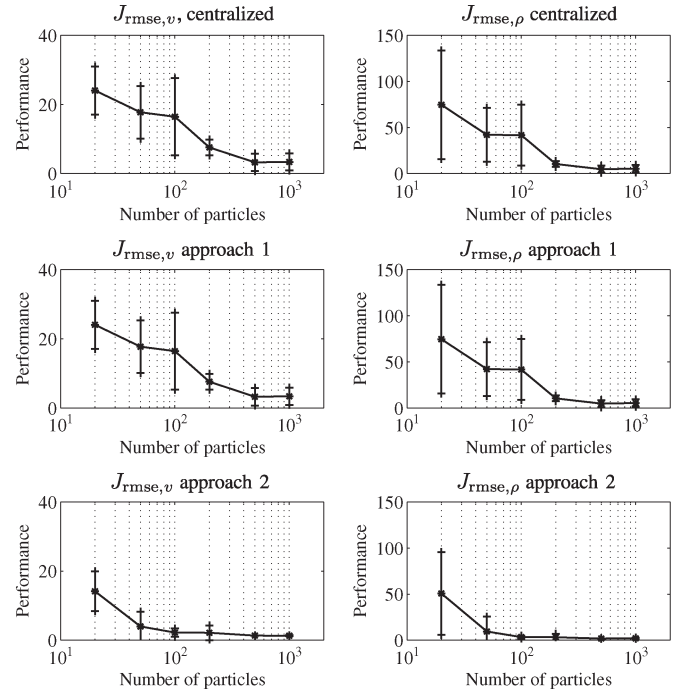 J_rmse,v, centralized
J_rmse,ρ centralized
40
20
0
Performance
10^1
10^2
10^3
Number of particles
150
100
50
0
Performance
10^1
10^2
10^3
Number of particles
J_rmse,v approach 1
J_rmse,ρ approach 1
40
20
0
Performance
10^1
10^2
10^3
Number of particles
150
100
50
0
Performance
10^1
10^2
10^3
Number of particles
J_rmse,v approach 2
J_rmse,ρ approach 2
40
20
0
Performance
10^1
10^2
10^3
Number of particles
150
100
50
0
Performance
10^1
10^2
10^3
Number of particles